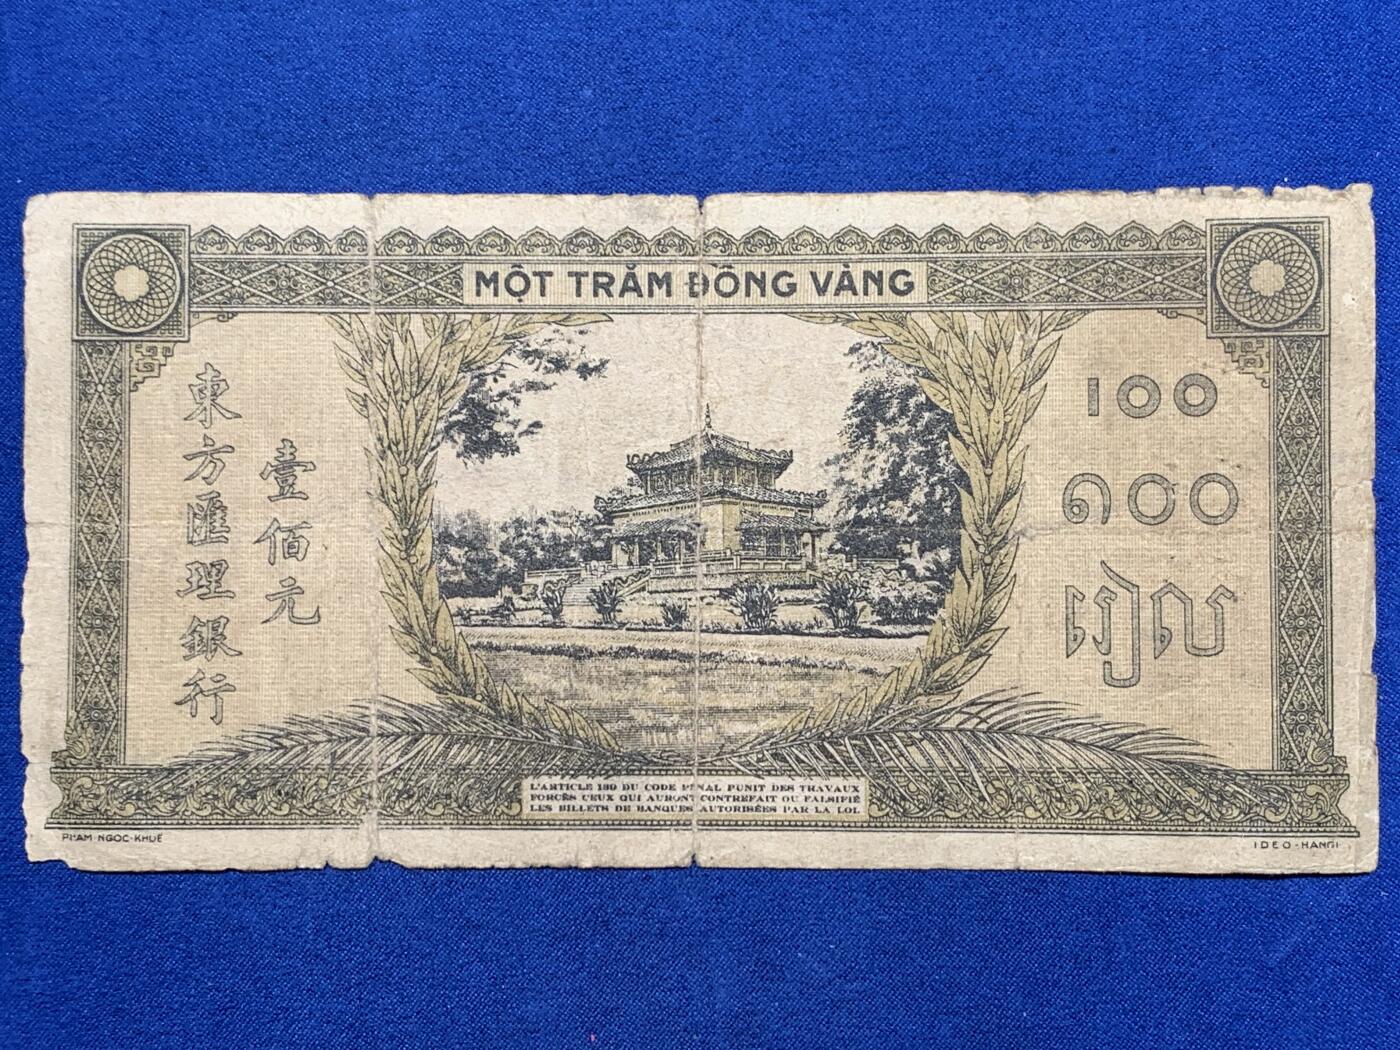 MỘT TRĂM ĐỒNG VÀNG
東方匯理銀行
壹佰元
100
១០០
រៀល
L'ARTICLE 139 DU CODE PÉNAL PUNIT DES TRAVAUX
FORCÉS CEUX QUI AURONT CONTREFAIT OU FALSIFIÉ
LES BILLETS DE BANQUES AUTORISÉES PAR LA LOI.
PHAM-NGOC-KHUÊ
IDEO-HANOI